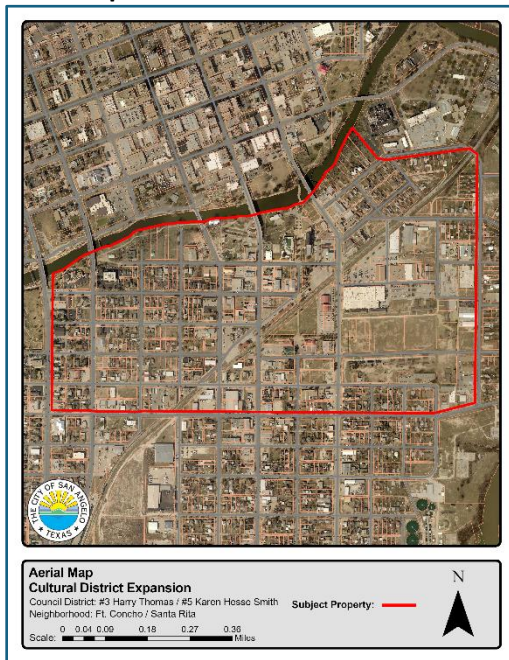 THE CITY OF SAN ANGELO
TEXAS
Aerial Map
Cultural District Expansion
Council District: #3 Harry Thomas / #5 Karen Hesse Smith
Neighborhood: Ft. Concho / Santa Rita
Scale: 0 0.04 0.09 0.18 0.27 0.36 Miles
Subject Property:
N